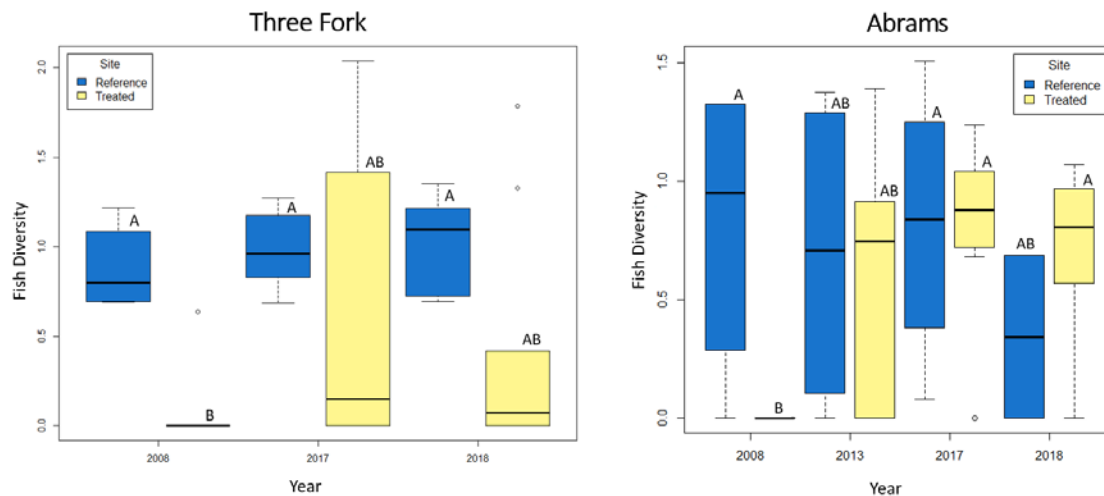 Three Fork
Site
Reference
Treated
Fish Diversity
2.0
1.5
1.0
0.5
0.0
A
B
A
AB
A
AB
2008
2017
2018
Year
Abrams
Site
Reference
Treated
Fish Diversity
1.5
1.0
0.5
0.0
A
B
AB
AB
A
A
AB
A
2008
2013
2017
2018
Year